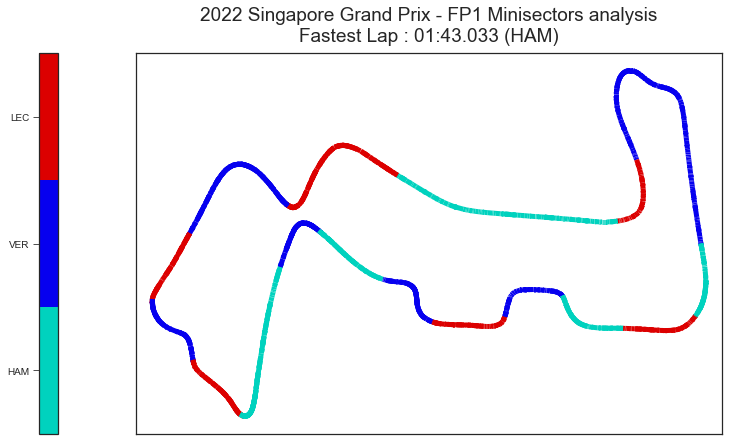 2022 Singapore Grand Prix - FP1 Minisectors analysis
Fastest Lap : 01:43.033 (HAM)
LEC
VER
HAM